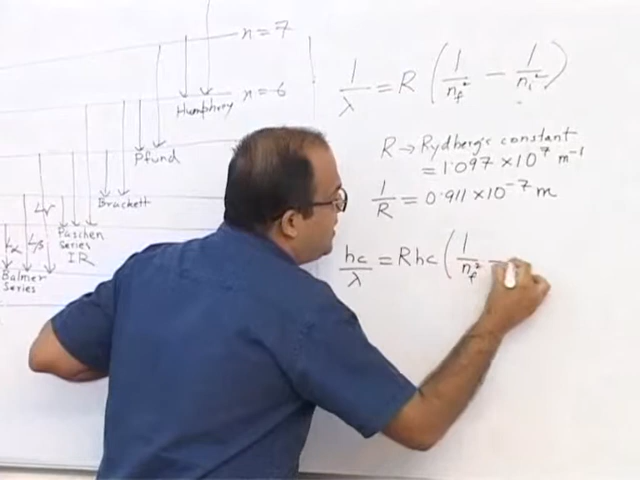 n = 7
n = 6
Humphrey
Pfund
Brackett
Paschen
Series
IR
Balmer
Series
1/λ = R (1/n_f² − 1/n_i²)
R → Rydberg's constant
= 1.097 × 10⁷ m⁻¹
1/R = 0.911 × 10⁻⁷ m
hc/λ = Rhc (1/n_f² −